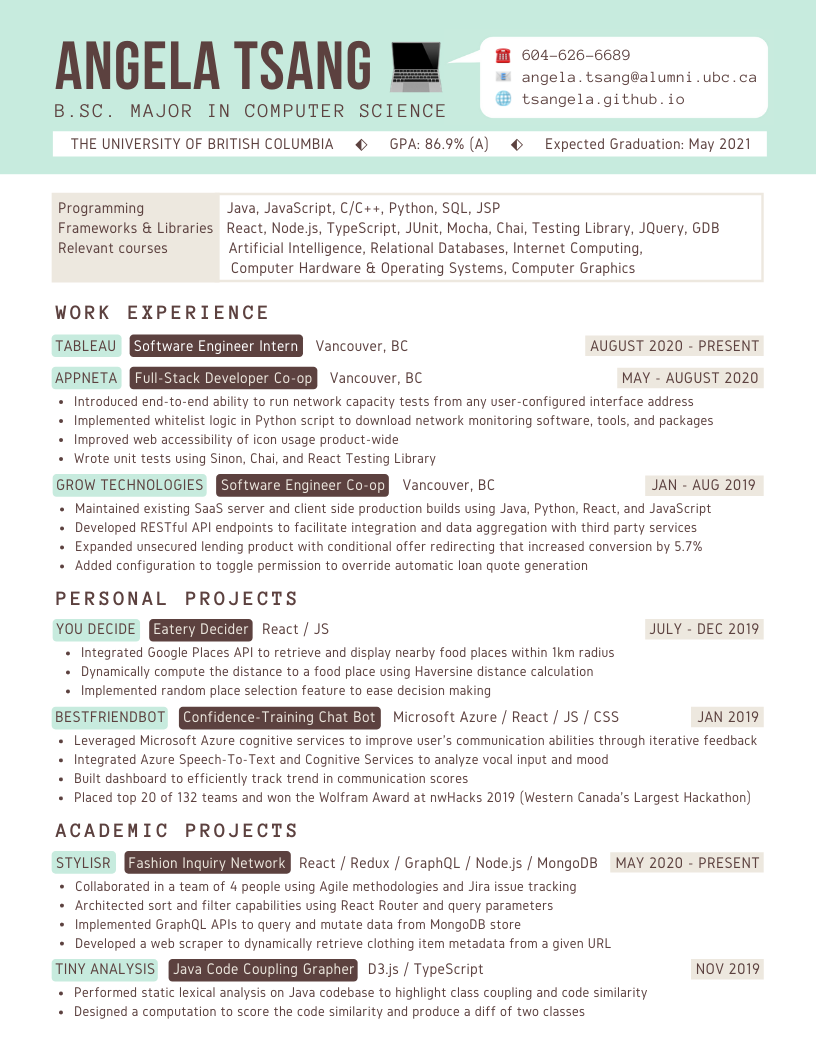 ANGELA TSANG
604-626-6689
angela.tsang@alumni.ubc.ca
tsangela.github.io
B.SC. MAJOR IN COMPUTER SCIENCE
THE UNIVERSITY OF BRITISH COLUMBIA GPA: 86.9% (A) Expected Graduation: May 2021
Programming Java, JavaScript, C/C++, Python, SQL, JSP
Frameworks & Libraries React, Node.js, TypeScript, JUnit, Mocha, Chai, Testing Library, JQuery, GDB
Relevant courses Artificial Intelligence, Relational Databases, Internet Computing,
Computer Hardware & Operating Systems, Computer Graphics
WORK EXPERIENCE
TABLEAU Software Engineer Intern Vancouver, BC AUGUST 2020 - PRESENT
APPNETA Full-Stack Developer Co-op Vancouver, BC MAY - AUGUST 2020
• Introduced end-to-end ability to run network capacity tests from any user-configured interface address
• Implemented whitelist logic in Python script to download network monitoring software, tools, and packages
• Improved web accessibility of icon usage product-wide
• Wrote unit tests using Sinon, Chai, and React Testing Library
GROW TECHNOLOGIES Software Engineer Co-op Vancouver, BC JAN - AUG 2019
• Maintained existing SaaS server and client side production builds using Java, Python, React, and JavaScript
• Developed RESTful API endpoints to facilitate integration and data aggregation with third party services
• Expanded unsecured lending product with conditional offer redirecting that increased conversion by 5.7%
• Added configuration to toggle permission to override automatic loan quote generation
PERSONAL PROJECTS
YOU DECIDE Eatery Decider React / JS JULY - DEC 2019
• Integrated Google Places API to retrieve and display nearby food places within 1km radius
• Dynamically compute the distance to a food place using Haversine distance calculation
• Implemented random place selection feature to ease decision making
BESTFRIENDBOT Confidence-Training Chat Bot Microsoft Azure / React / JS / CSS JAN 2019
• Leveraged Microsoft Azure cognitive services to improve user's communication abilities through iterative feedback
• Integrated Azure Speech-To-Text and Cognitive Services to analyze vocal input and mood
• Built dashboard to efficiently track trend in communication scores
• Placed top 20 of 132 teams and won the Wolfram Award at nwHacks 2019 (Western Canada's Largest Hackathon)
ACADEMIC PROJECTS
STYLISR Fashion Inquiry Network React / Redux / GraphQL / Node.js / MongoDB MAY 2020 - PRESENT
• Collaborated in a team of 4 people using Agile methodologies and Jira issue tracking
• Architected sort and filter capabilities using React Router and query parameters
• Implemented GraphQL APIs to query and mutate data from MongoDB store
• Developed a web scraper to dynamically retrieve clothing item metadata from a given URL
TINY ANALYSIS Java Code Coupling Grapher D3.js / TypeScript NOV 2019
• Performed static lexical analysis on Java codebase to highlight class coupling and code similarity
• Designed a computation to score the code similarity and produce a diff of two classes